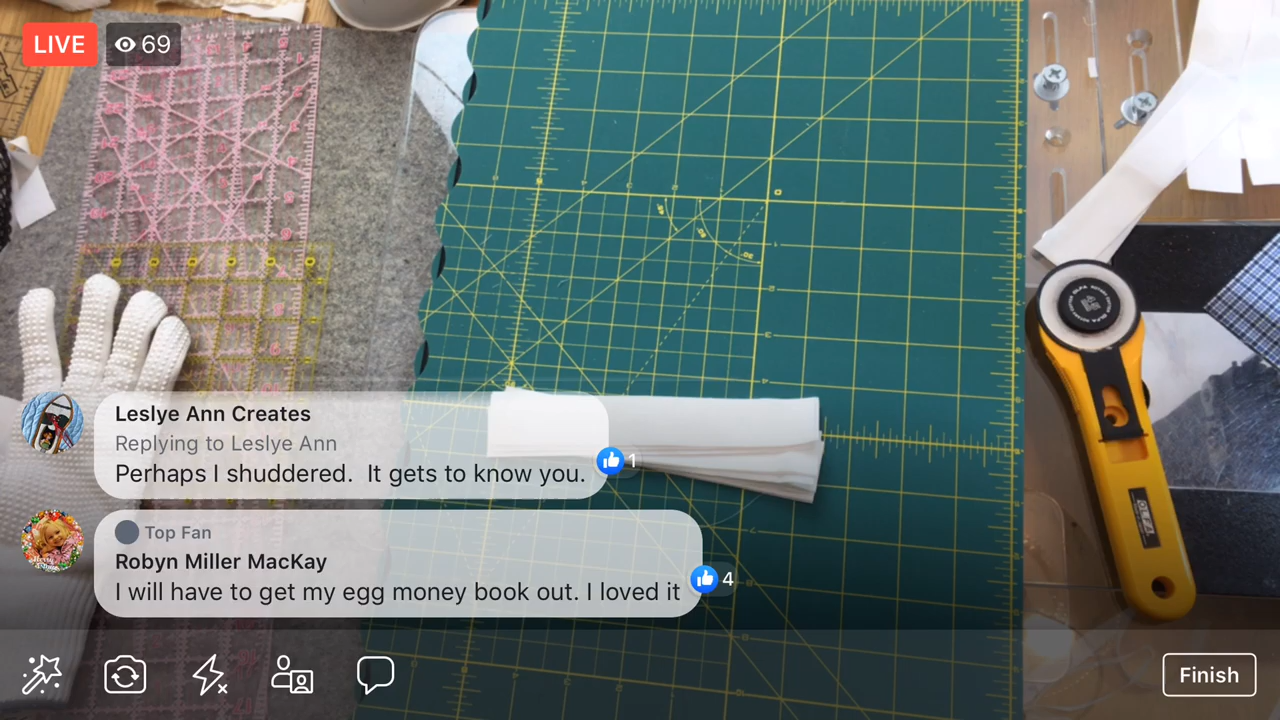 LIVE
69
Leslye Ann Creates
Replying to Leslye Ann
Perhaps I shuddered. It gets to know you.
1
Top Fan
Robyn Miller MacKay
I will have to get my egg money book out. I loved it
4
Finish
OLFA